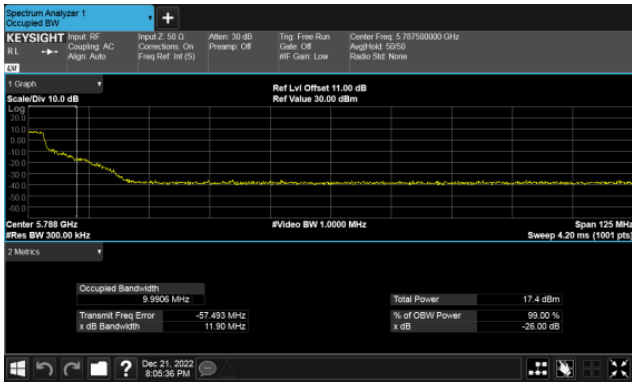 Spectrum Analyzer 1
Occupied BW
+
KEYSIGHT Input: RF Input Z: 50 Ω Atten: 30 dB Trig: Free Run Center Freq: 5.787500000 GHz
RL Coupling: AC Corrections: On Preamp: Off Gate: Off Avg|Hold: 50/50
Align: Auto Freq Ref: Int (S) #IF Gain: Low Radio Std: None
LXI
1 Graph
Ref Lvl Offset 11.00 dB
Scale/Div 10.0 dB Ref Value 30.00 dBm
Log
20.0
10.0
0.00
-10.0
-20.0
-30.0
-40.0
-50.0
-60.0
Center 5.788 GHz #Video BW 1.0000 MHz Span 125 MHz
#Res BW 300.00 kHz Sweep 4.20 ms (1001 pts)
2 Metrics
Occupied Bandwidth
9.9906 MHz Total Power 17.4 dBm
Transmit Freq Error -57.493 MHz % of OBW Power 99.00 %
x dB Bandwidth 11.90 MHz x dB -26.00 dB
? Dec 21, 2022
8:05:36 PM